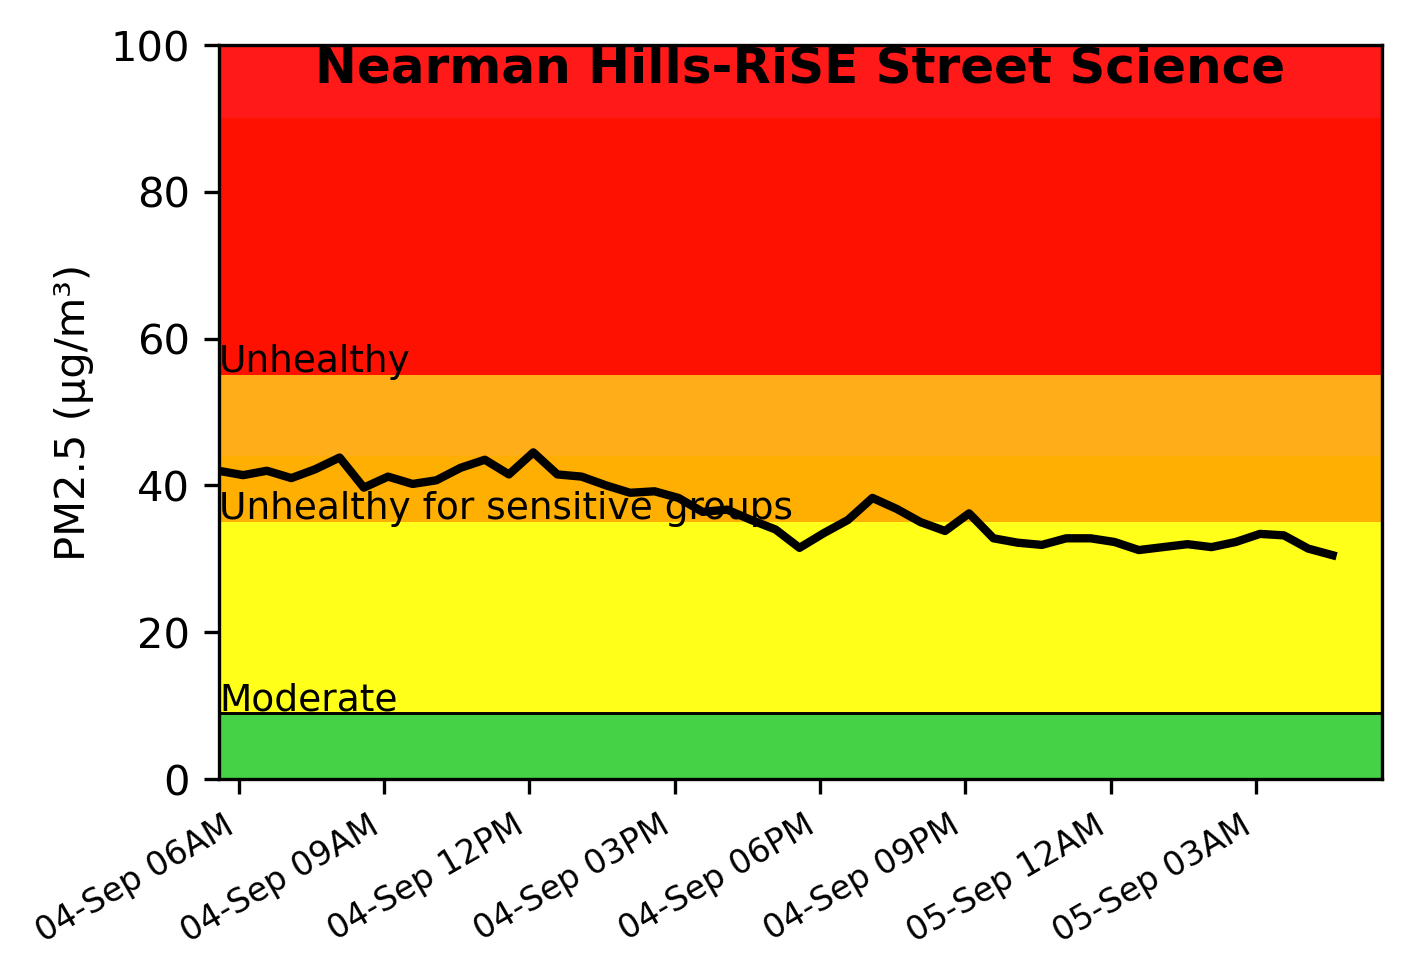 Nearman Hills-RiSE Street Science
100
80
60
40
20
0
PM2.5 (µg/m³)
Unhealthy
Unhealthy for sensitive groups
Moderate
04-Sep 06AM
04-Sep 09AM
04-Sep 12PM
04-Sep 03PM
04-Sep 06PM
04-Sep 09PM
05-Sep 12AM
05-Sep 03AM